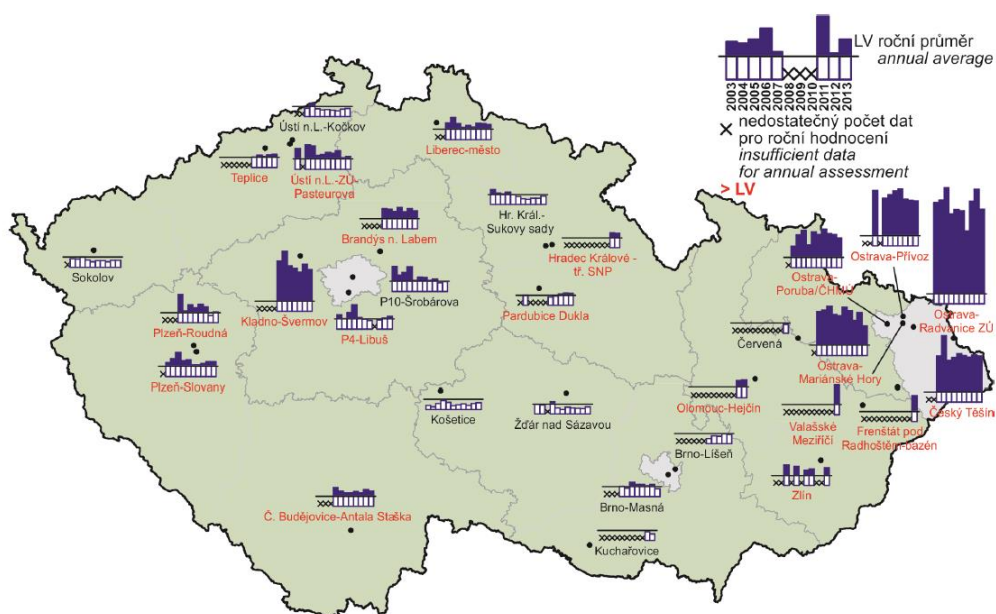 LV roční průměr
annual average
2003
2004
2005
2006
2007
2008
2009
2010
2011
2012
2013
× nedostatečný počet dat
pro roční hodnocení
insufficient data
for annual assessment
> LV
Ústí n.L.-Kočkov
Teplice
Ústí n.L.-ZÚ-
Pasteurova
Liberec-město
Hr. Král.-
Sukovy sady
Brandýs n. Labem
Hradec Králové -
tř. SNP
Sokolov
Kladno-Švermov
P10-Šrobárova
P4-Libuš
Pardubice Dukla
Plzeň-Roudná
Plzeň-Slovany
Ostrava-
Poruba/ČHMÚ
Ostrava-Přívoz
Ostrava-
Radvanice ZÚ
Červená
Ostrava-
Mariánské Hory
Český Těšín
Košetice
Žďár nad Sázavou
Olomouc-Hejčín
Valašské
Meziříčí
Frenštát pod
Radhoštěm-bazén
Brno-Líšeň
Zlín
Č. Budějovice-Antala Staška
Brno-Masná
Kuchařovice